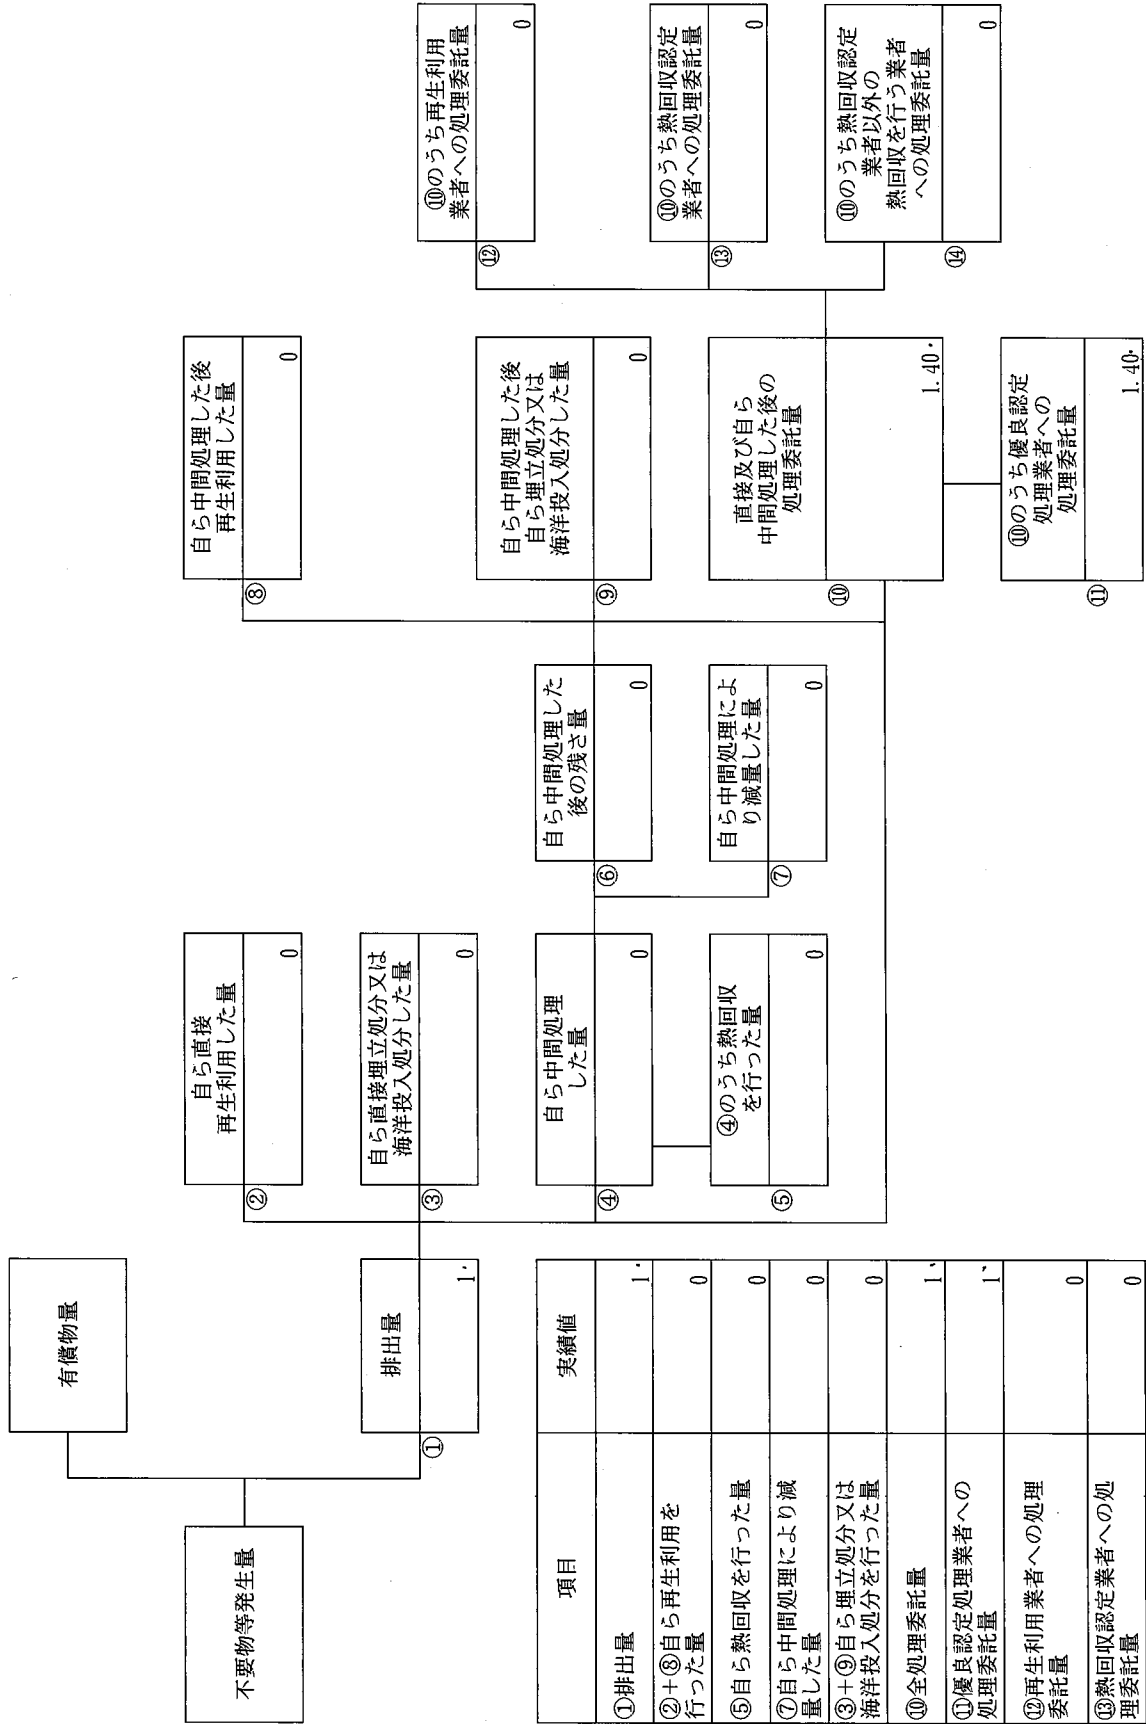 不要物等発生量
有償物量
①
排出量
1.
②
自ら直接
再生利用した量
0
③
自ら直接埋立処分又は
海洋投入処分した量
0
④
自ら中間処理
した量
0
⑤
④のうち熱回収
を行った量
0
⑥
自ら中間処理した
後の残さ量
0
⑦
自ら中間処理によ
り減量した量
0
⑧
自ら中間処理した後
再生利用した量
0
⑨
自ら中間処理した後
自ら埋立処分又は
海洋投入処分した量
0
⑩
直接及び自ら
中間処理した後の
処理委託量
1.40
⑪
⑩のうち優良認定
処理業者への
処理委託量
1.40
⑫
⑩のうち再生利用
業者への処理委託量
0
⑬
⑩のうち熱回収認定
業者への処理委託量
0
⑭
⑩のうち熱回収認定
業者以外の
熱回収を行う業者
への処理委託量
0
項目 実績値
①排出量 1.
②+⑧自ら再生利用を
行った量 0
⑤自ら熱回収を行った量 0
⑦自ら中間処理により減
量した量 0
③+⑨自ら埋立処分又は
海洋投入処分を行った量 0
⑩全処理委託量 1
⑪優良認定処理業者への
処理委託量 1
⑫再生利用業者への処理
委託量 0
⑬熱回収認定業者への処
理委託量 0